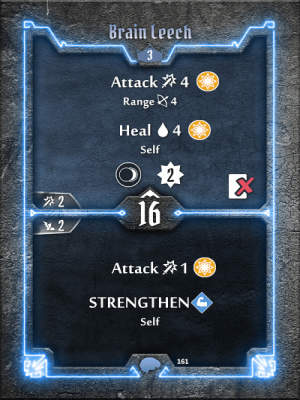 Brain Leech
3
Attack 4
Range 4
Heal 4
Self
2
2
16
2
Attack 1
STRENGTHEN
Self
161